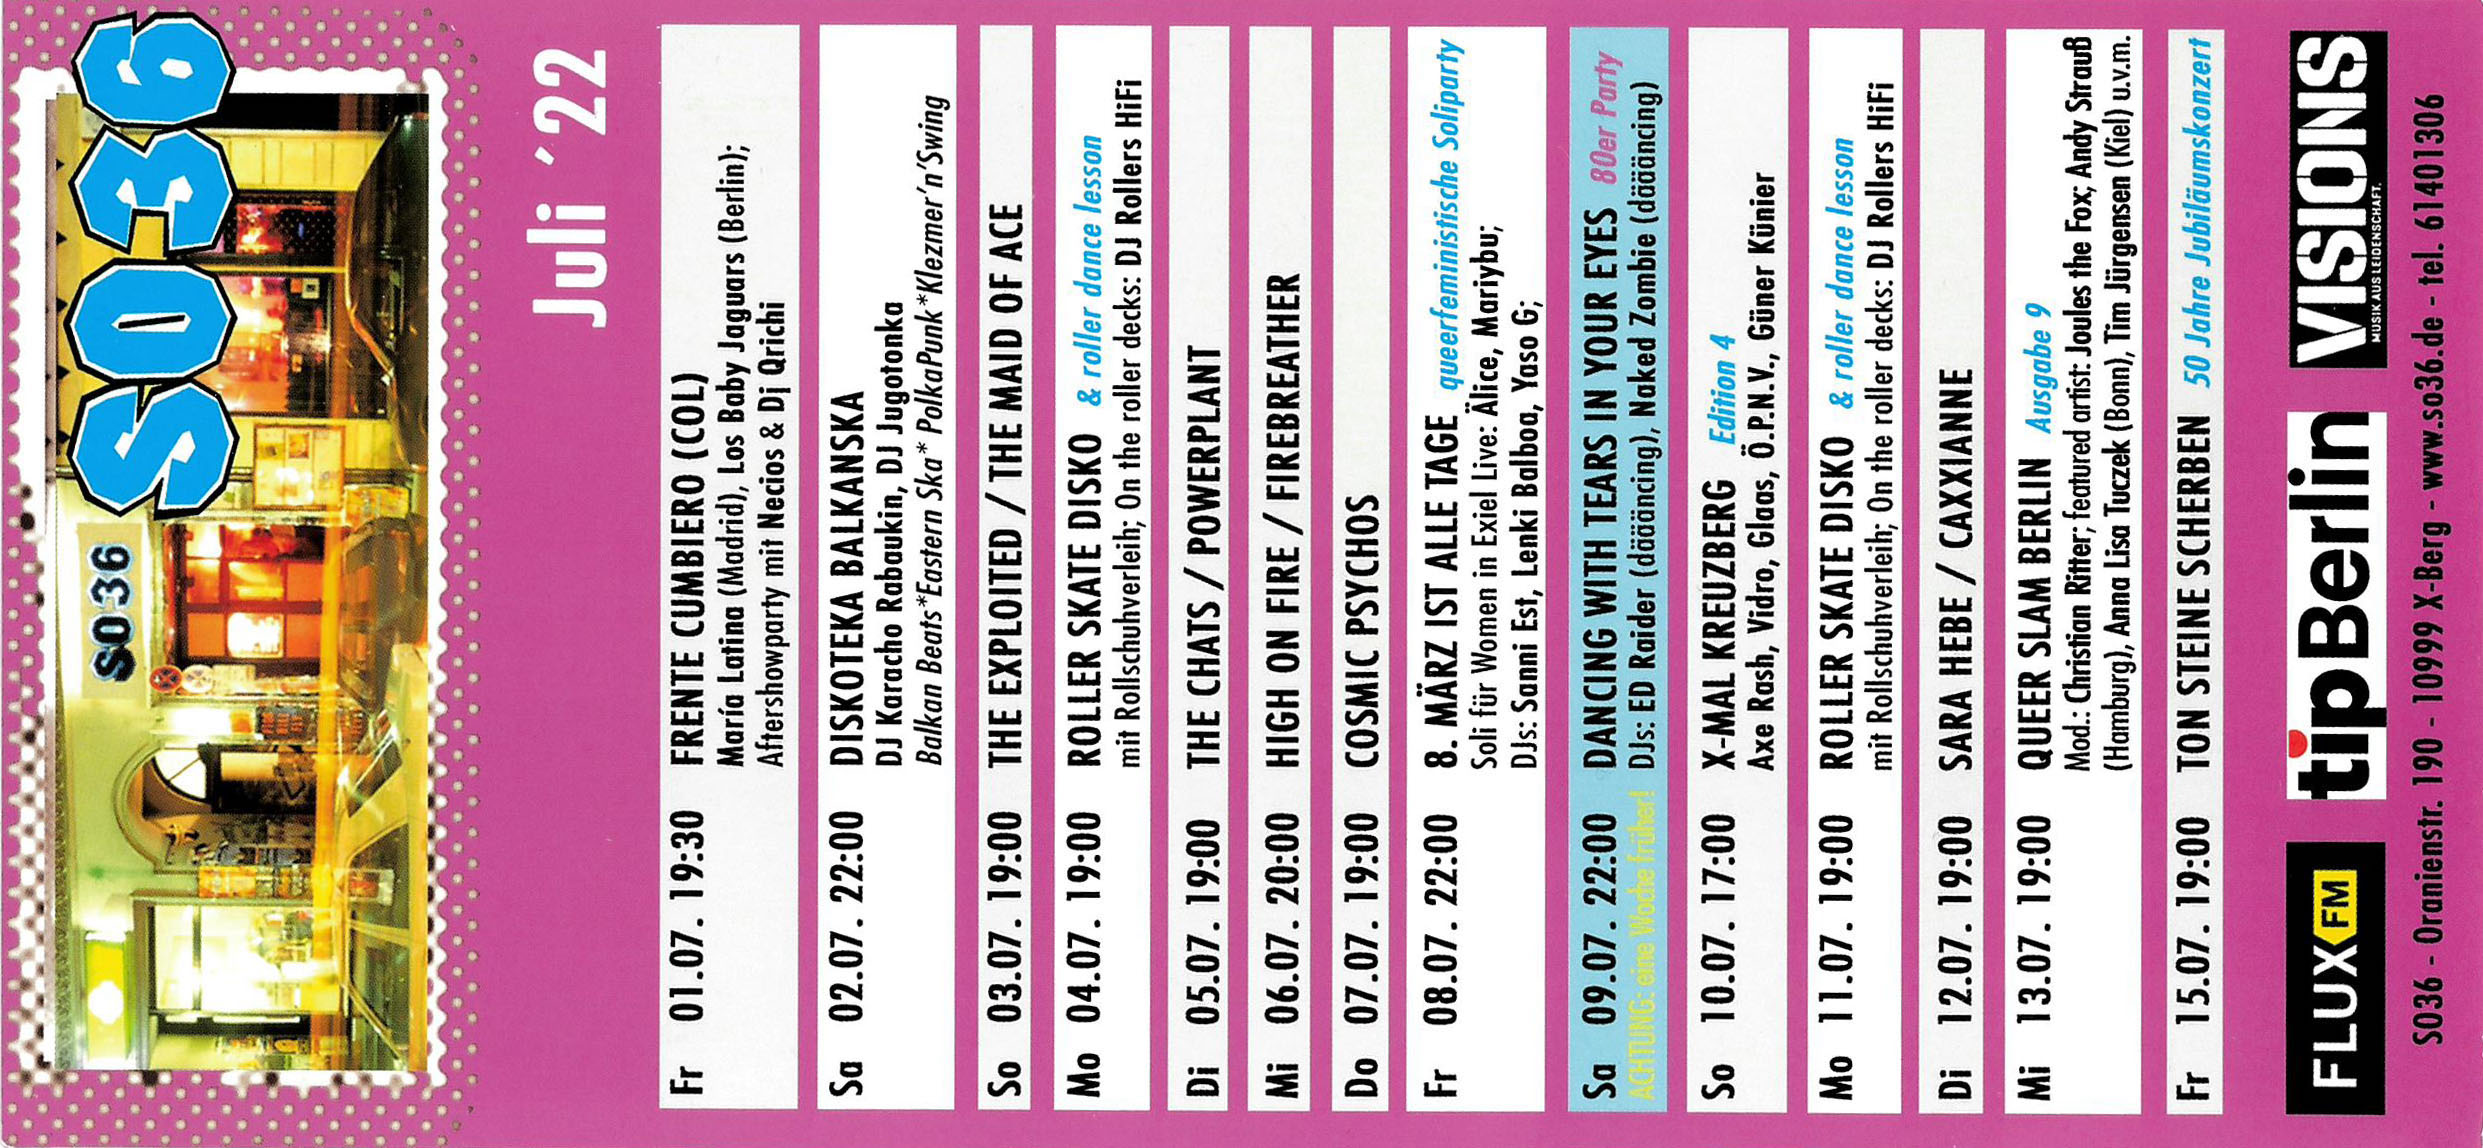 SO36
SO36
Juli ´22
Fr 01.07. 19:30 FRENTE CUMBIERO (COL)
María Latina (Madrid), Los Baby Jaguars (Berlin);
Aftershowparty mit Necios & Dj Qrichi
Sa 02.07. 22:00 DISKOTEKA BALKANSKA
DJ Karacho Rabaukin, DJ Jugotonka
Balkan Beats*Eastern Ska* PolkaPunk*Klezmer'n'Swing
So 03.07. 19:00 THE EXPLOITED / THE MAID OF ACE
Mo 04.07. 19:00 ROLLER SKATE DISKO & roller dance lesson
mit Rollschuhverleih; On the roller decks: DJ Rollers HiFi
Di 05.07. 19:00 THE CHATS / POWERPLANT
Mi 06.07. 20:00 HIGH ON FIRE / FIREBREATHER
Do 07.07. 19:00 COSMIC PSYCHOS
Fr 08.07. 22:00 8. MÄRZ IST ALLE TAGE queerfeministische Soliparty
Soli für Women in Exiel Live: Älice, Mariybu;
DJs: Sanni Est, Lenki Balboa, Yaso G;
Sa 09.07. 22:00 DANCING WITH TEARS IN YOUR EYES 80er Party
ACHTUNG: eine Woche früher! DJs: ED Raider (däääncing), Naked Zombie (däääncing)
So 10.07. 17:00 X-MAL KREUZBERG Edition 4
Axe Rash, Vidro, Glaas, Ö.P.N.V., Güner Künier
Mo 11.07. 19:00 ROLLER SKATE DISKO & roller dance lesson
mit Rollschuhverleih; On the roller decks: DJ Rollers HiFi
Di 12.07. 19:00 SARA HEBE / CAXXIANNE
Mi 13.07. 19:00 QUEER SLAM BERLIN Ausgabe 9
Mod.: Christian Ritter; featured artist: Joules the Fox; Andy Strauß
(Hamburg), Anna Lisa Tuczek (Bonn), Tim Jürgensen (Kiel) u.v.m.
Fr 15.07. 19:00 TON STEINE SCHERBEN 50 Jahre Jubiläumskonzert
FLUX FM
tipBerlin
VISIONS
MUSIK AUS LEIDENSCHAFT.
SO36 - Oranienstr. 190 - 10999 X-Berg - www.so36.de - tel. 61401306